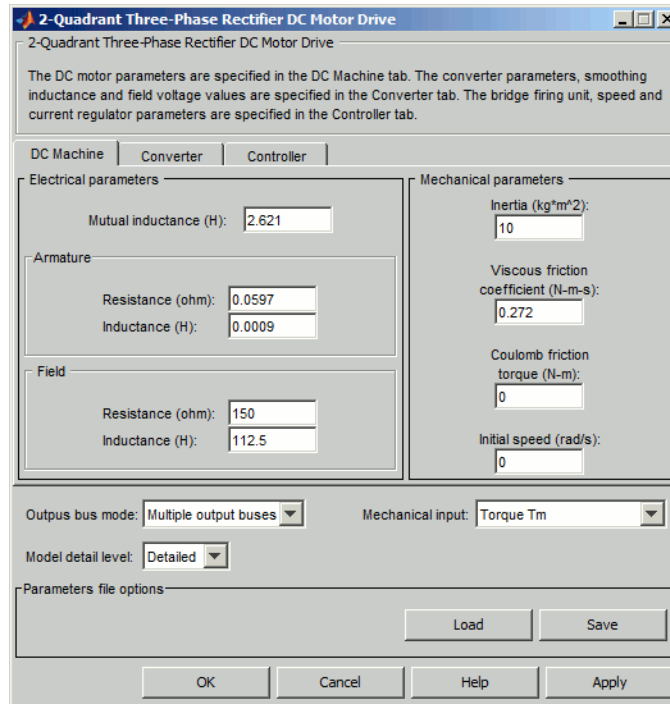 2-Quadrant Three-Phase Rectifier DC Motor Drive
2-Quadrant Three-Phase Rectifier DC Motor Drive
The DC motor parameters are specified in the DC Machine tab. The converter parameters, smoothing
inductance and field voltage values are specified in the Converter tab. The bridge firing unit, speed and
current regulator parameters are specified in the Controller tab.
DC Machine Converter Controller
Electrical parameters
Mutual inductance (H): 2.621
Armature
Resistance (ohm): 0.0597
Inductance (H): 0.0009
Field
Resistance (ohm): 150
Inductance (H): 112.5
Mechanical parameters
Inertia (kg*m^2):
10
Viscous friction
coefficient (N-m-s):
0.272
Coulomb friction
torque (N-m):
0
Initial speed (rad/s):
0
Outpus bus mode: Multiple output buses Mechanical input: Torque Tm
Model detail level: Detailed
Parameters file options
Load Save
OK Cancel Help Apply